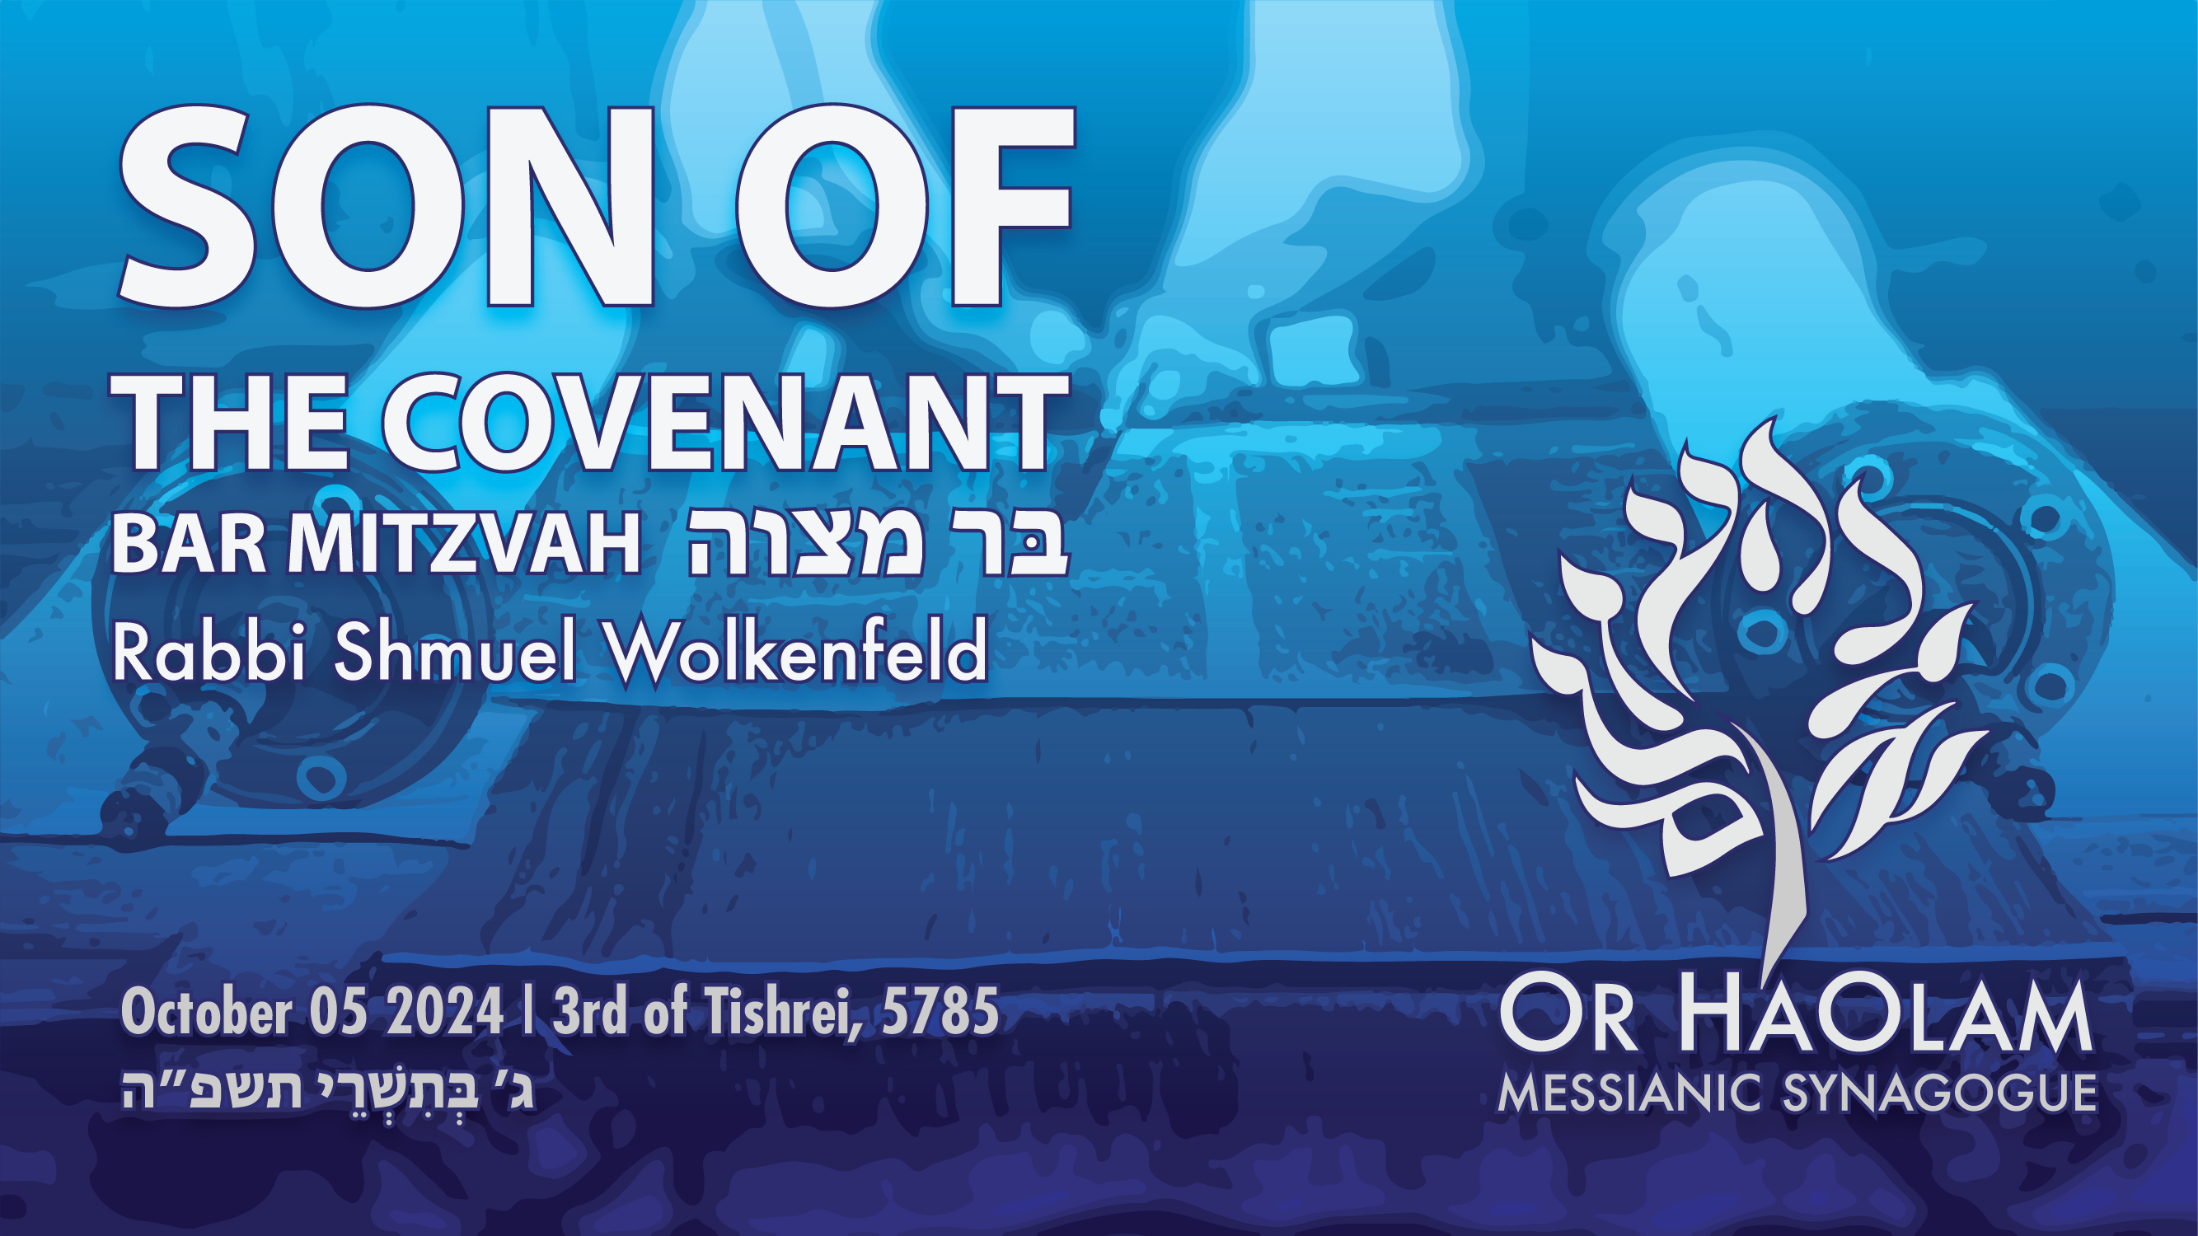 SON OF
THE COVENANT
BAR MITZVAH בּר מצוה
Rabbi Shmuel Wolkenfeld
October 05 2024 | 3rd of Tishrei, 5785
ג׳ בְּתִשְׁרֵי תשפ״ה
OR HAOLAM
MESSIANIC SYNAGOGUE